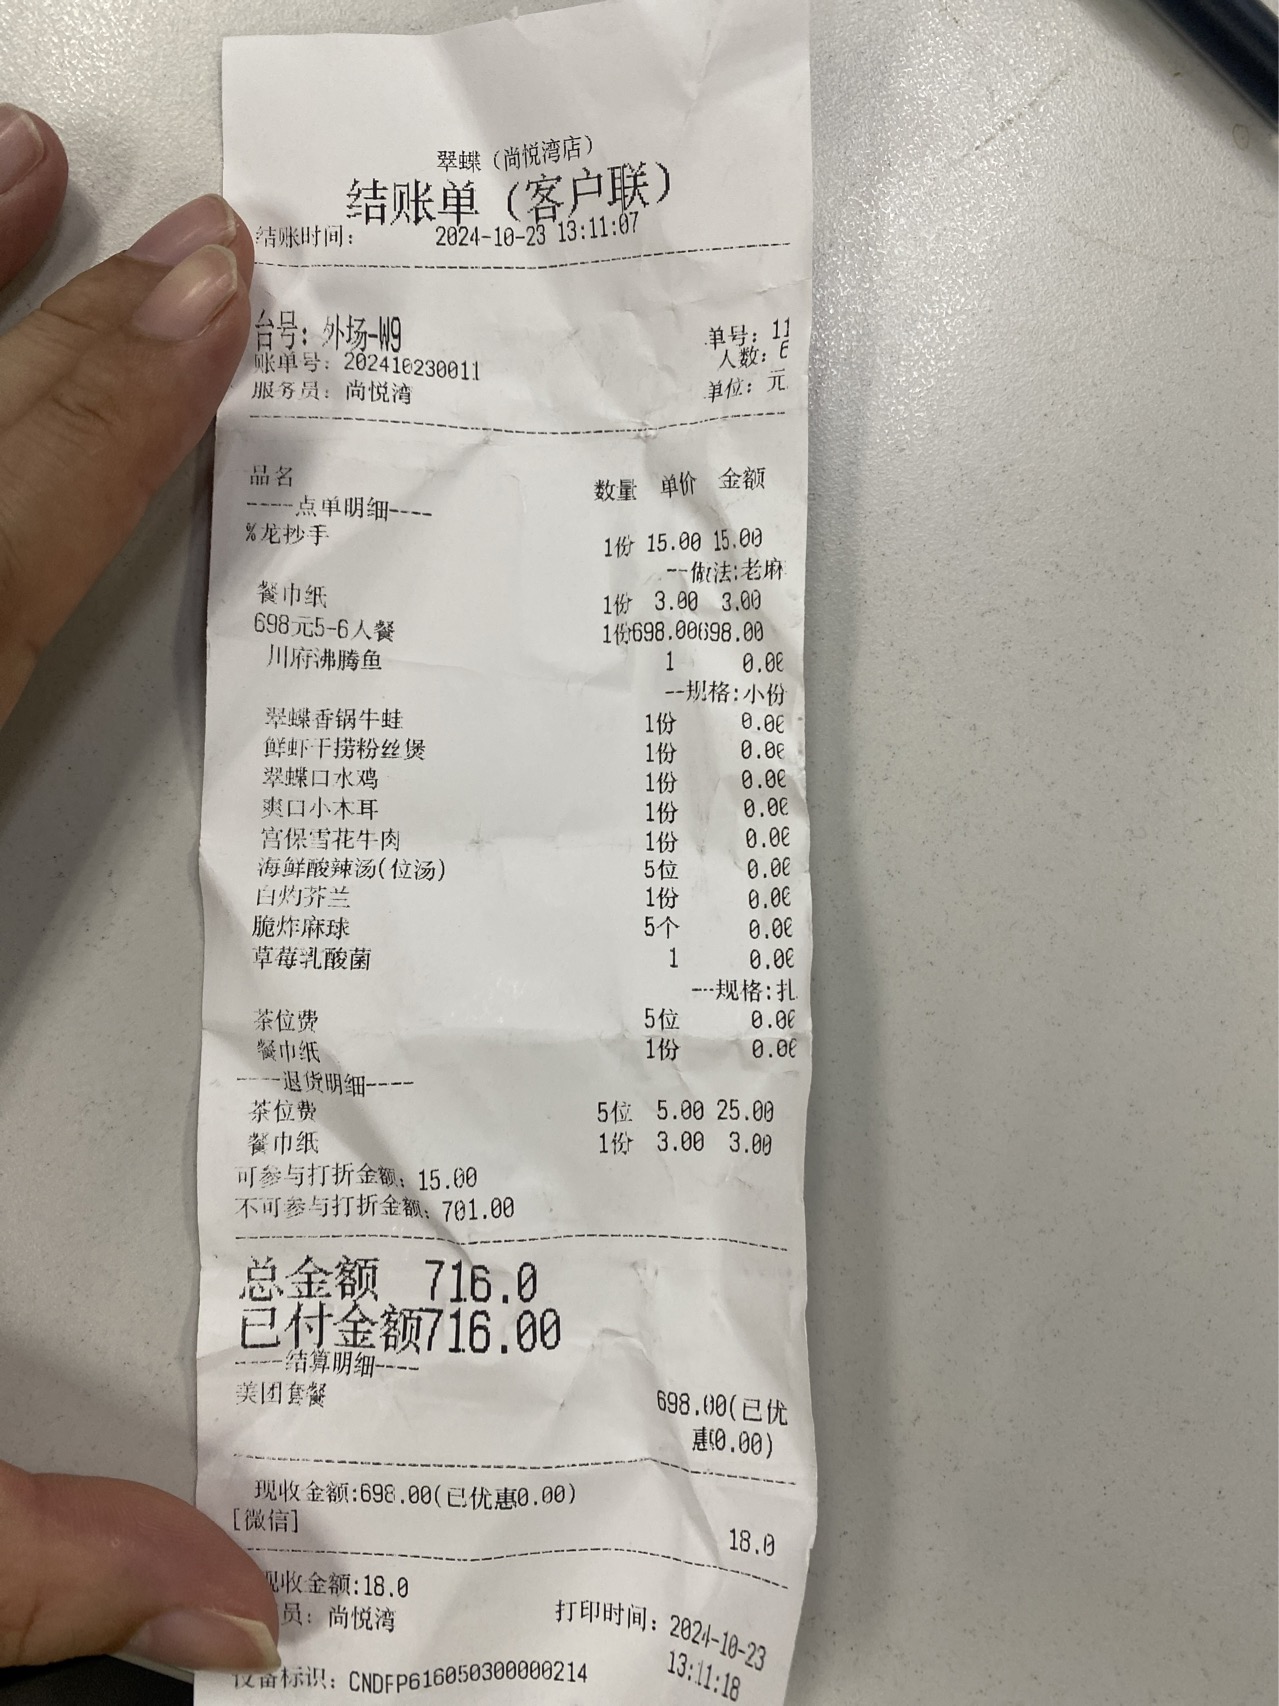 翠蝶（尚悦湾店）
结账单（客户联）
结账时间： 2024-10-23 13:11:07
台号：外场-W9
单号：11
账单号：202410230011
人数：6
服务员：尚悦湾
单位：元
品名 数量 单价 金额
----点单明细----
%龙抄手 1份 15.00 15.00
--做法:老麻
餐巾纸 1份 3.00 3.00
698元5-6人餐 1份698.00698.00
川府沸腾鱼 1 0.00
--规格:小份
翠蝶香锅牛蛙 1份 0.00
鲜虾干捞粉丝煲 1份 0.00
翠蝶口水鸡 1份 0.00
爽口小木耳 1份 0.00
宫保雪花牛肉 1份 0.00
海鲜酸辣汤(位汤) 5位 0.00
白灼芥兰 1份 0.00
脆炸麻球 5个 0.00
草莓乳酸菌 1 0.00
--规格:扎
茶位费 5位 0.00
餐巾纸 1份 0.00
----退货明细----
茶位费 5位 5.00 25.00
餐巾纸 1份 3.00 3.00
可参与打折金额：15.00
不可参与打折金额：701.00
总金额 716.0
已付金额716.00
----结算明细----
美团套餐 698.00(已优
惠0.00)
现收金额:698.00(已优惠0.00)
[微信] 18.0
现收金额:18.0
员：尚悦湾
打印时间：2024-10-23
13:11:18
设备标识：CNDFP616050300000214